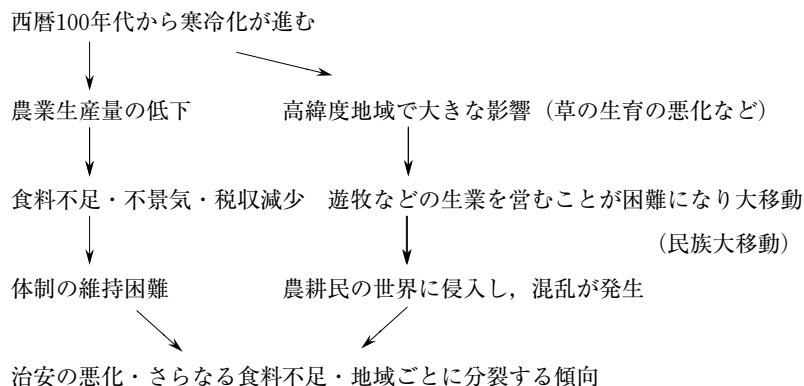 西暦100年代から寒冷化が進む
農業生産量の低下　高緯度地域で大きな影響（草の生育の悪化など）
食料不足・不景気・税収減少　遊牧などの生業を営むことが困難になり大移動
（民族大移動）
体制の維持困難　農耕民の世界に侵入し，混乱が発生
治安の悪化・さらなる食料不足・地域ごとに分裂する傾向